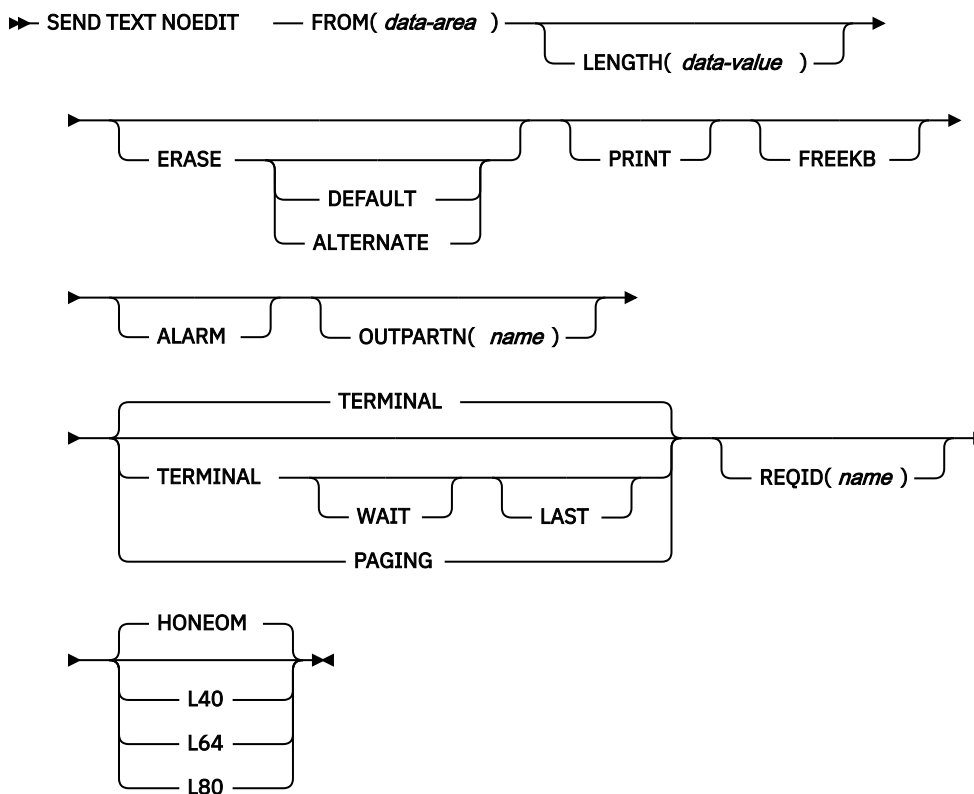 SEND TEXT NOEDIT FROM( data-area )
LENGTH( data-value )
ERASE PRINT FREEKB
DEFAULT
ALTERNATE
ALARM OUTPARTN( name )
TERMINAL
TERMINAL REQID( name )
WAIT LAST
PAGING
HONEOM
L40
L64
L80